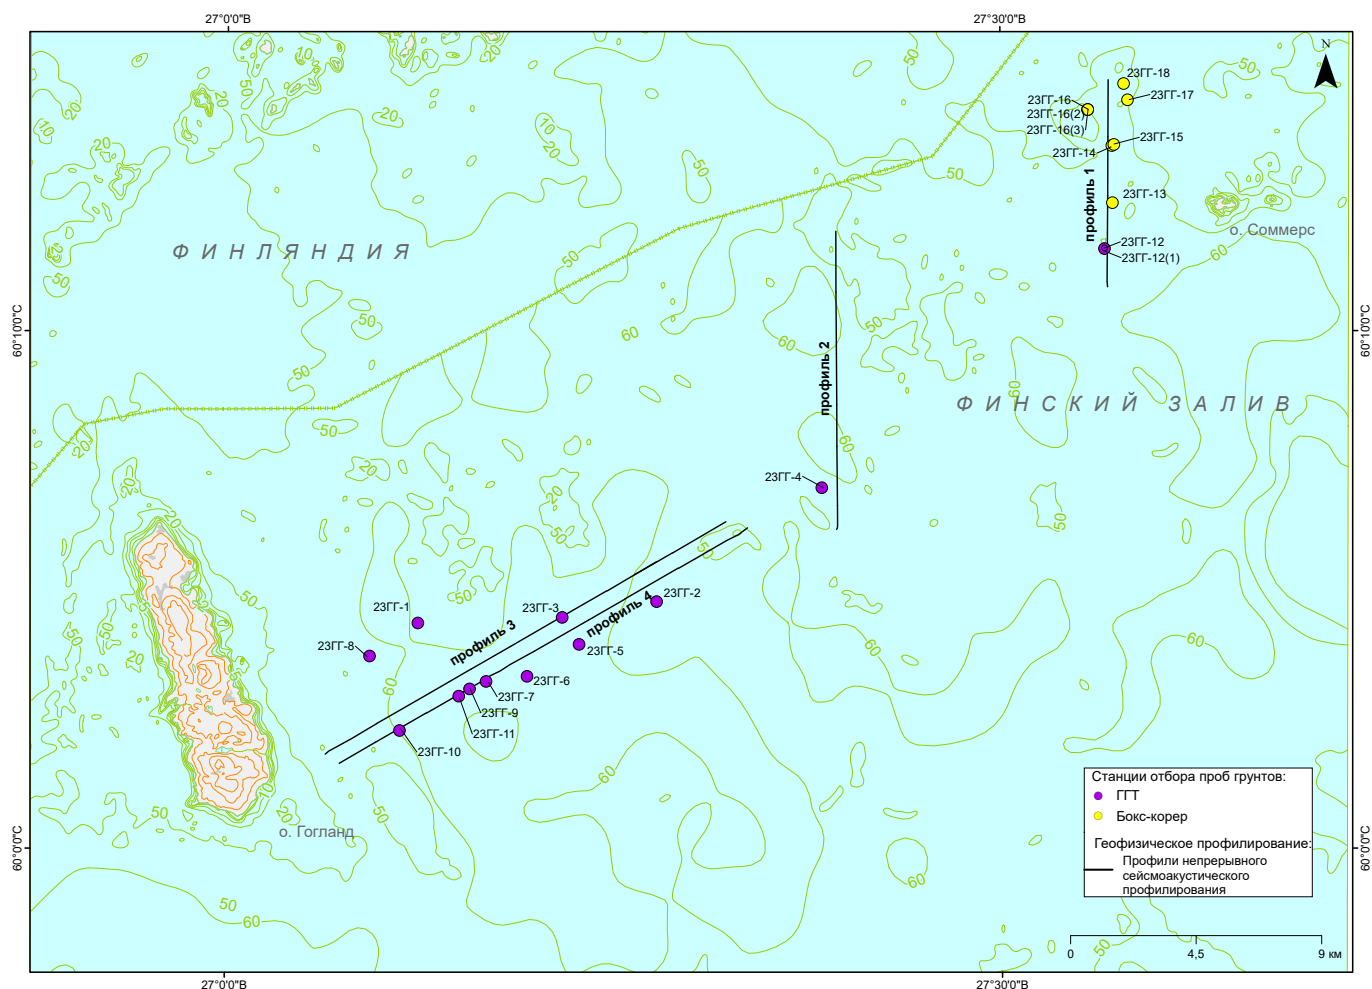 27°0'0"В
27°30'0"В
N
23ГГ-18
23ГГ-16
23ГГ-17
23ГГ-16(2)
23ГГ-16(3)
23ГГ-15
23ГГ-14
23ГГ-13
профиль 1
о. Соммерс
23ГГ-12
23ГГ-12(1)
ФИНЛЯНДИЯ
60°10'0"С
60°10'0"С
профиль 2
ФИНСКИЙ ЗАЛИВ
23ГГ-4
23ГГ-1
23ГГ-3
23ГГ-2
профиль 4
профиль 3
23ГГ-8
23ГГ-5
23ГГ-6
23ГГ-7
23ГГ-9
23ГГ-11
23ГГ-10
о. Гогланд
60°0'0"С
60°0'0"С
Станции отбора проб грунтов:
ГГТ
Бокс-корер
Геофизическое профилирование:
Профили непрерывного
сейсмоакустического
профилирования
0
4,5
9 км
27°0'0"В
27°30'0"В